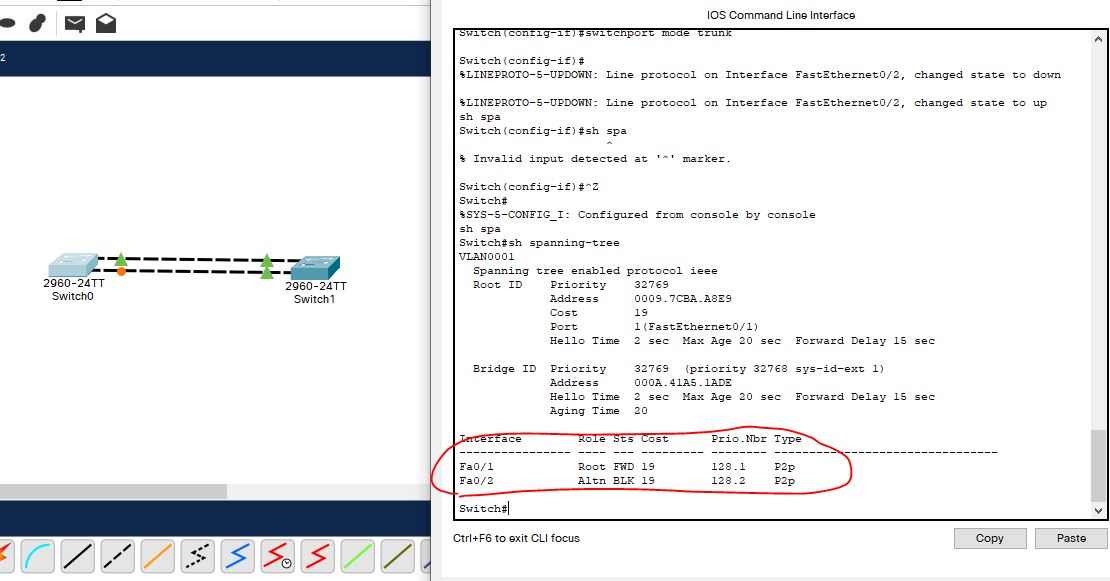 2
2960-24TT
Switch0
2960-24TT
Switch1
IOS Command Line Interface
Switch(config-if)#switchport mode trunk
Switch(config-if)#
%LINEPROTO-5-UPDOWN: Line protocol on Interface FastEthernet0/2, changed state to down
%LINEPROTO-5-UPDOWN: Line protocol on Interface FastEthernet0/2, changed state to up
sh spa
Switch(config-if)#sh spa
^
% Invalid input detected at '^' marker.
Switch(config-if)#^Z
Switch#
%SYS-5-CONFIG_I: Configured from console by console
sh spa
Switch#sh spanning-tree
VLAN0001
Spanning tree enabled protocol ieee
Root ID Priority 32769
Address 0009.7CBA.A8E9
Cost 19
Port 1(FastEthernet0/1)
Hello Time 2 sec Max Age 20 sec Forward Delay 15 sec
Bridge ID Priority 32769 (priority 32768 sys-id-ext 1)
Address 000A.41A5.1ADE
Hello Time 2 sec Max Age 20 sec Forward Delay 15 sec
Aging Time 20
Interface Role Sts Cost Prio.Nbr Type
---------------- ---- --- --------- -------- --------------------------------
Fa0/1 Root FWD 19 128.1 P2p
Fa0/2 Altn BLK 19 128.2 P2p
Switch#
Ctrl+F6 to exit CLI focus
Copy
Paste